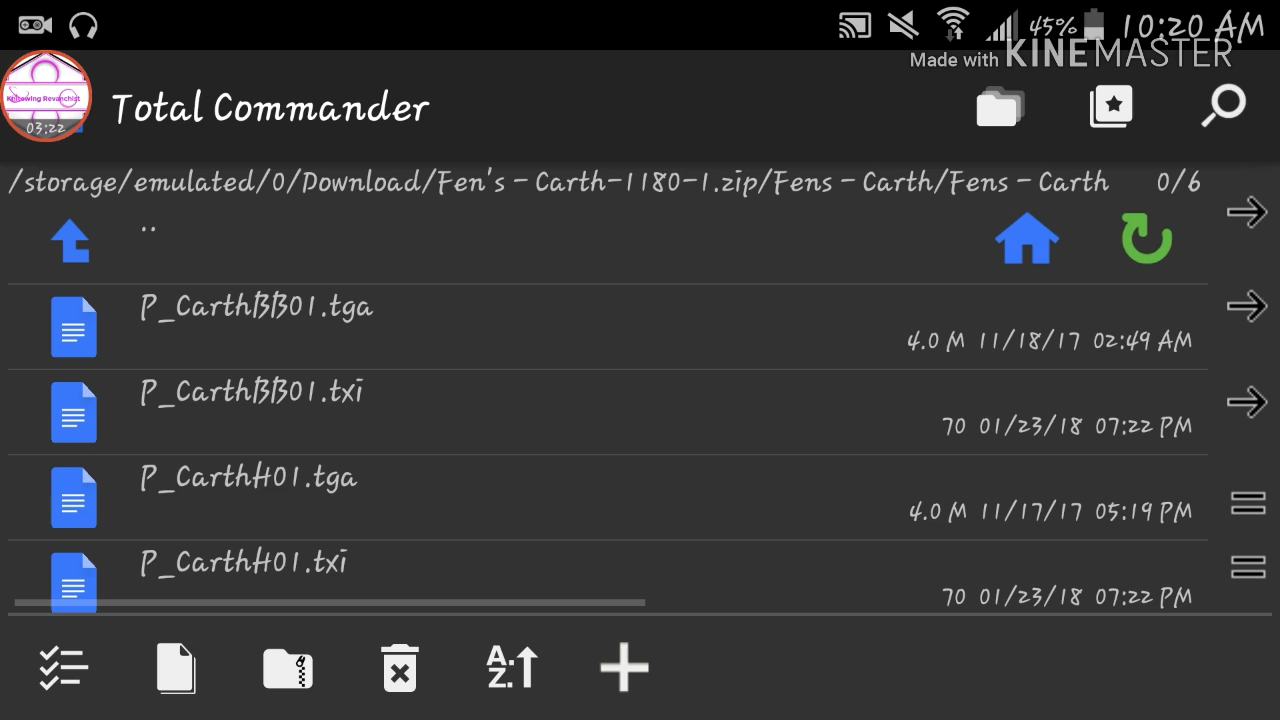 45% 10:20 AM
Made with KINEMASTER
Knitewing Revanchist
03:22
Total Commander
/storage/emulated/0/Download/Fen's - Carth-1180-1.zip/Fens - Carth/Fens - Carth 0/6
..
P_CarthBB01.tga
4.0 M 11/18/17 02:49 AM
P_CarthBB01.txi
70 01/23/18 07:22 PM
P_CarthH01.tga
4.0 M 11/17/17 05:19 PM
P_CarthH01.txi
70 01/23/18 07:22 PM
A
Z